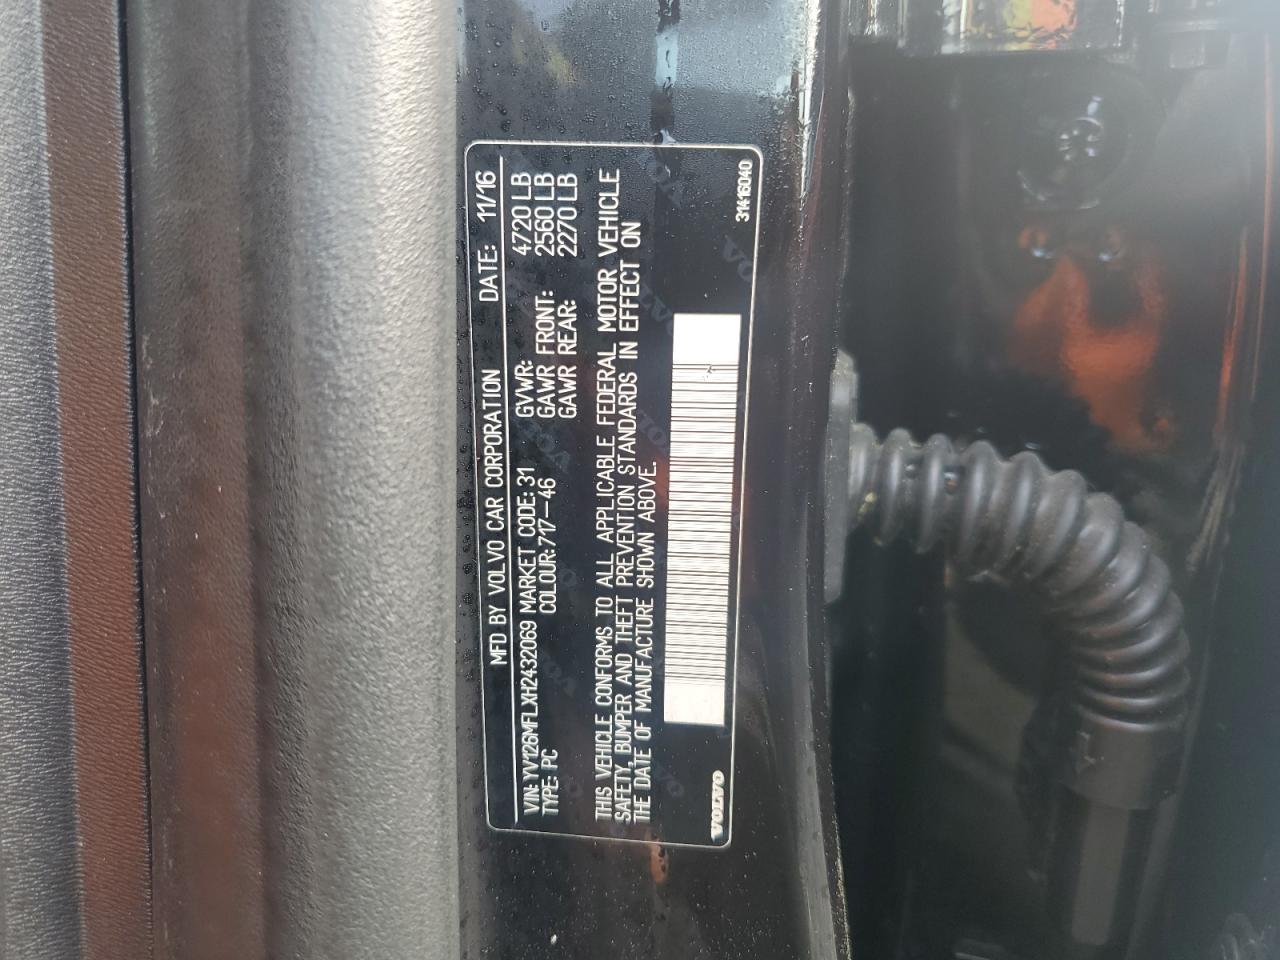 MFD BY VOLVO CAR CORPORATION DATE: 11/16
VIN: YV126MFLXH2432069 MARKET CODE: 31 GVWR: 4720 LB
TYPE: PC COLOUR: 717-46 GAWR FRONT: 2560 LB
GAWR REAR: 2270 LB
THIS VEHICLE CONFORMS TO ALL APPLICABLE FEDERAL MOTOR VEHICLE
SAFETY, BUMPER AND THEFT PREVENTION STANDARDS IN EFFECT ON
THE DATE OF MANUFACTURE SHOWN ABOVE.
VOLVO 31416040